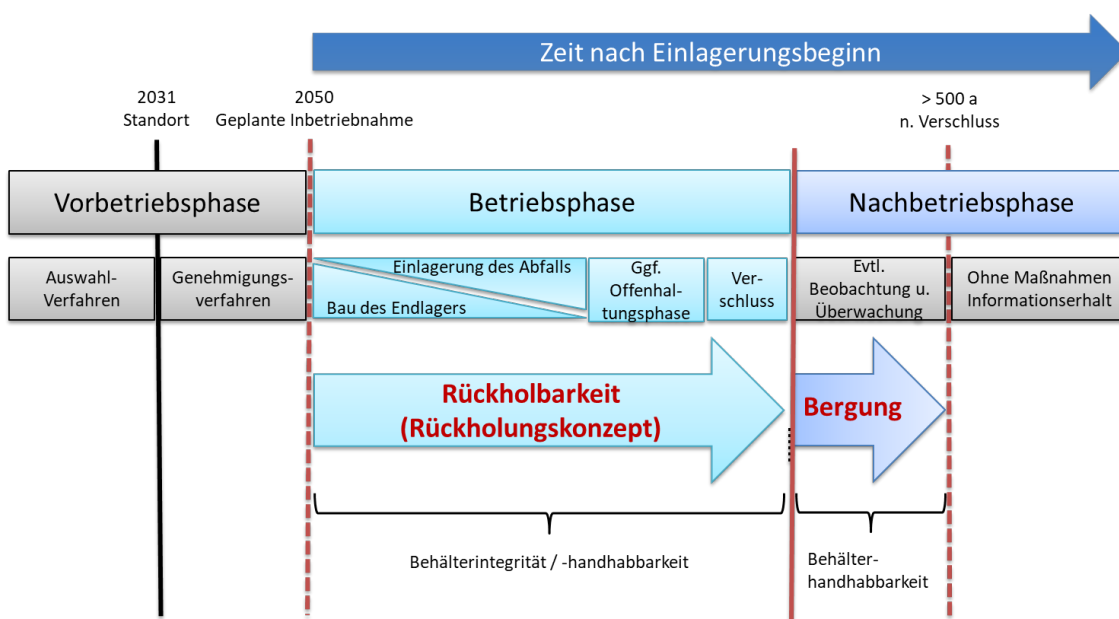 Zeit nach Einlagerungsbeginn
2031
Standort
2050
Geplante Inbetriebnahme
> 500 a
n. Verschluss
Vorbetriebsphase
Betriebsphase
Nachbetriebsphase
Auswahl-
Verfahren
Genehmigungs-
verfahren
Einlagerung des Abfalls
Bau des Endlagers
Ggf.
Offenhal-
tungsphase
Ver-
schluss
Evtl.
Beobachtung u.
Überwachung
Ohne Maßnahmen
Informationserhalt
Rückholbarkeit
(Rückholungskonzept)
Bergung
Behälterintegrität / -handhabbarkeit
Behälter-
handhabbarkeit